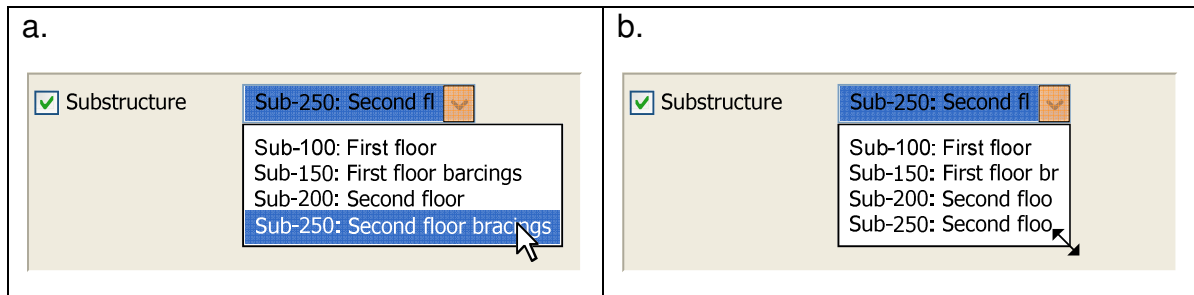 a.
Substructure Sub-250: Second fl
Sub-100: First floor
Sub-150: First floor barcings
Sub-200: Second floor
Sub-250: Second floor bracings
b.
Substructure Sub-250: Second fl
Sub-100: First floor
Sub-150: First floor br
Sub-200: Second floo
Sub-250: Second floo